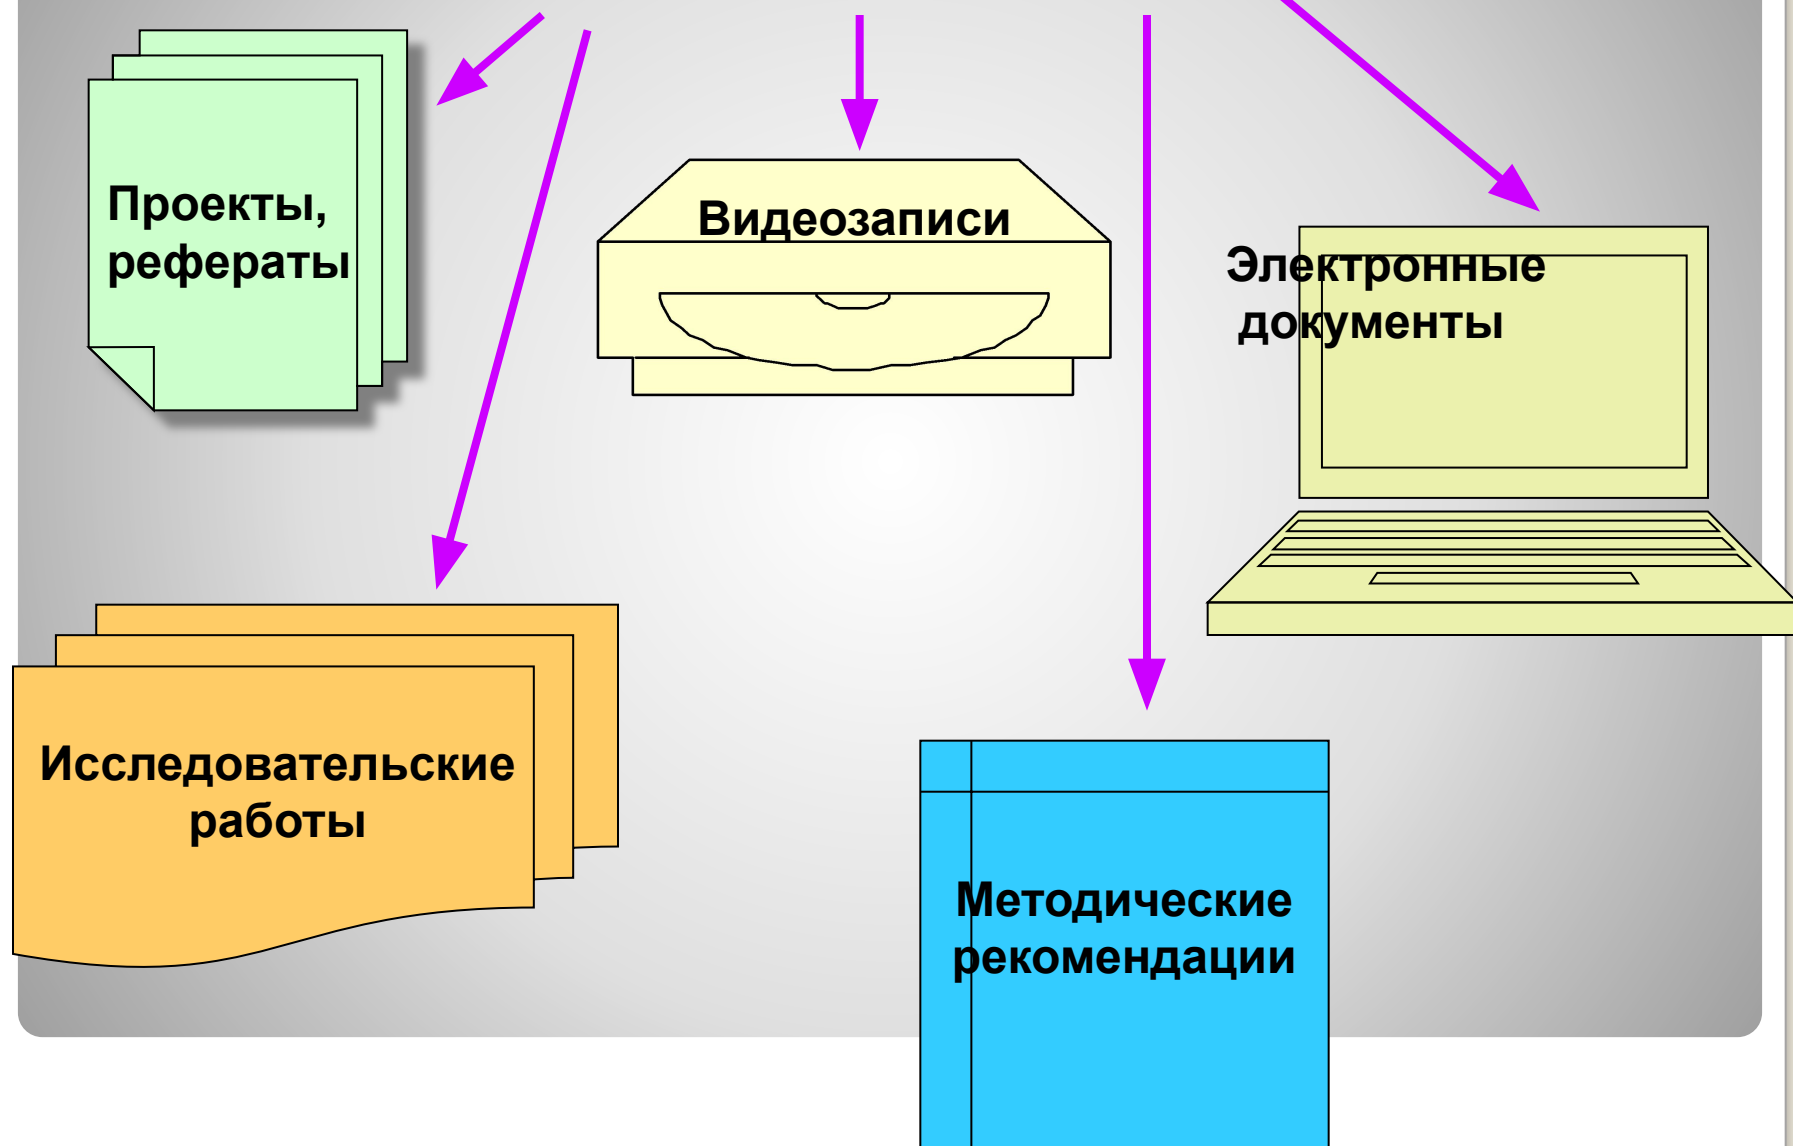 Проекты,
рефераты
Видеозаписи
Электронные
документы
Исследовательские
работы
Методические
рекомендации